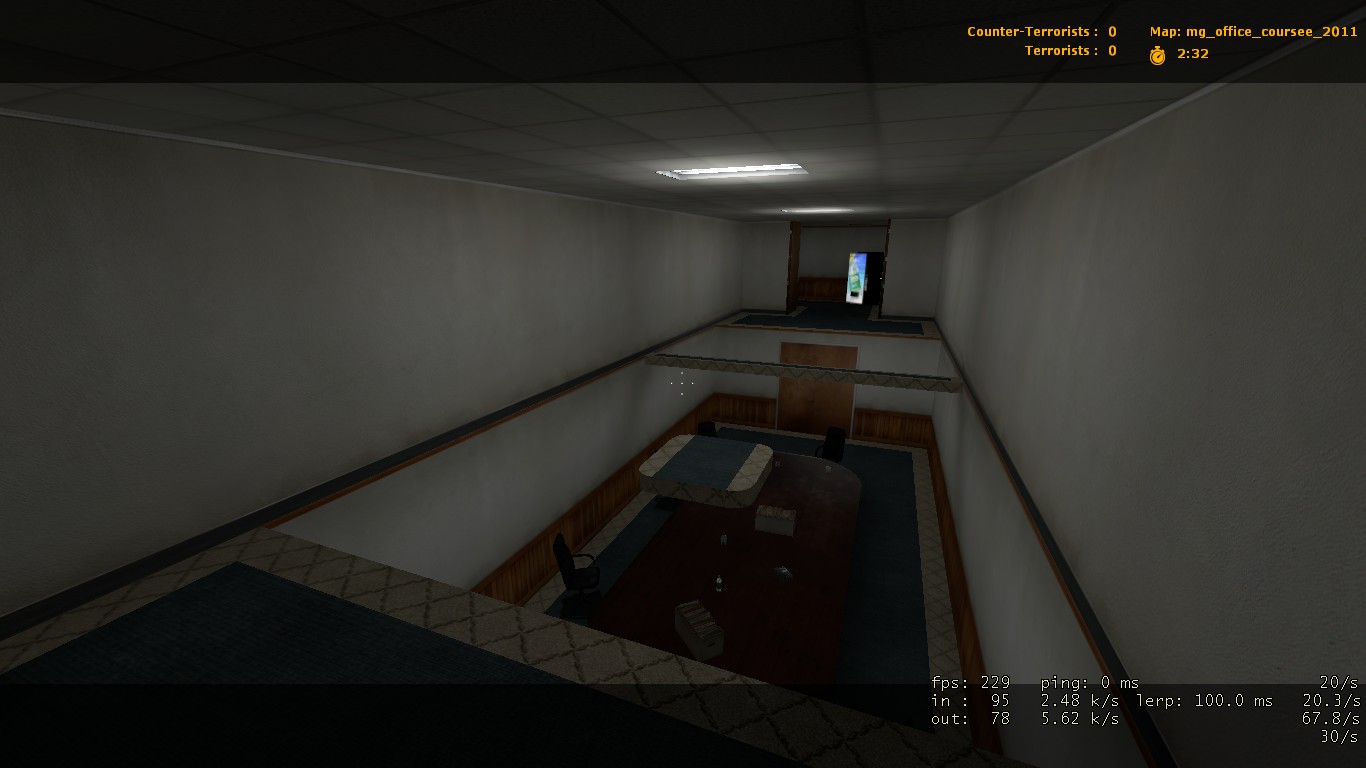 Counter-Terrorists : 0 Map: mg_office_coursee_2011
Terrorists : 0 2:32
fps: 229 ping: 0 ms 20/s
in : 95 2.48 k/s lerp: 100.0 ms 20.3/s
out: 78 5.62 k/s 67.8/s
30/s